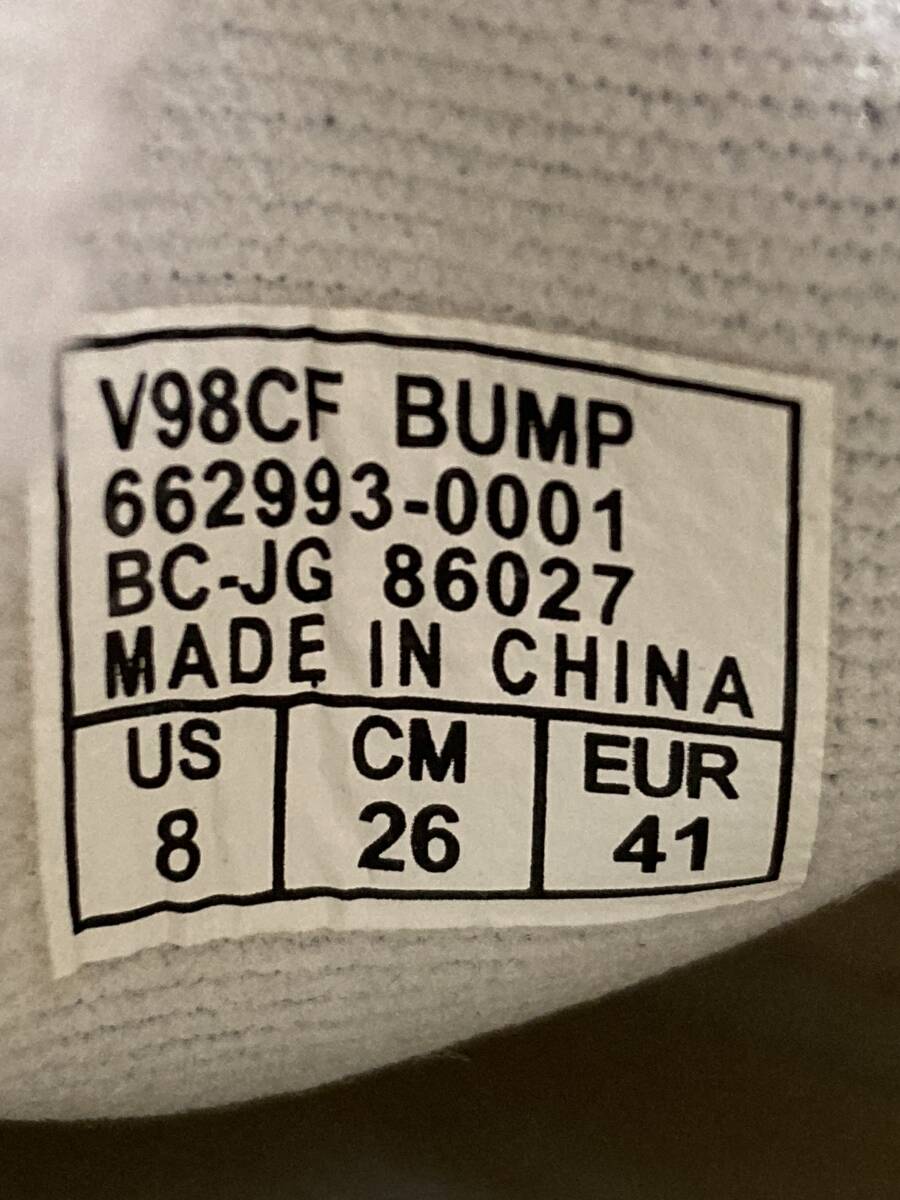 V98CF BUMP
662993-0001
BC-JG 86027
MADE IN CHINA
US CM EUR
8 26 41